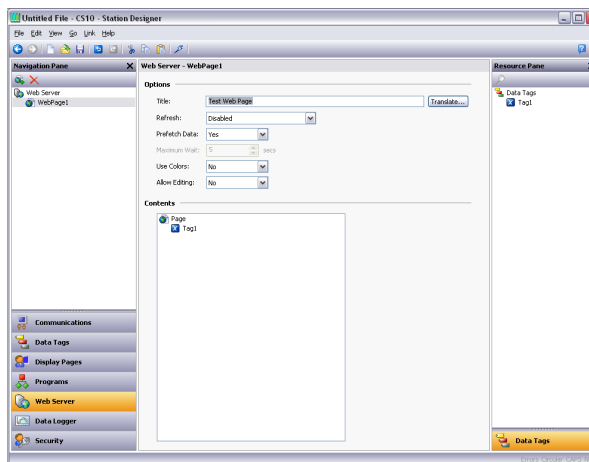 Untitled File - CS10 - Station Designer
File Edit View Go Link Help
Navigation Pane
Web Server
WebPage1
Communications
Data Tags
Display Pages
Programs
Web Server
Data Logger
Security
Web Server - WebPage1
Options
Title: Test Web Page Translate...
Refresh: Disabled
Prefetch Data: Yes
Maximum Wait: 5 secs
Use Colors: No
Allow Editing: No
Contents
Page
Tag1
Resource Pane
Data Tags
Tag1
Data Tags